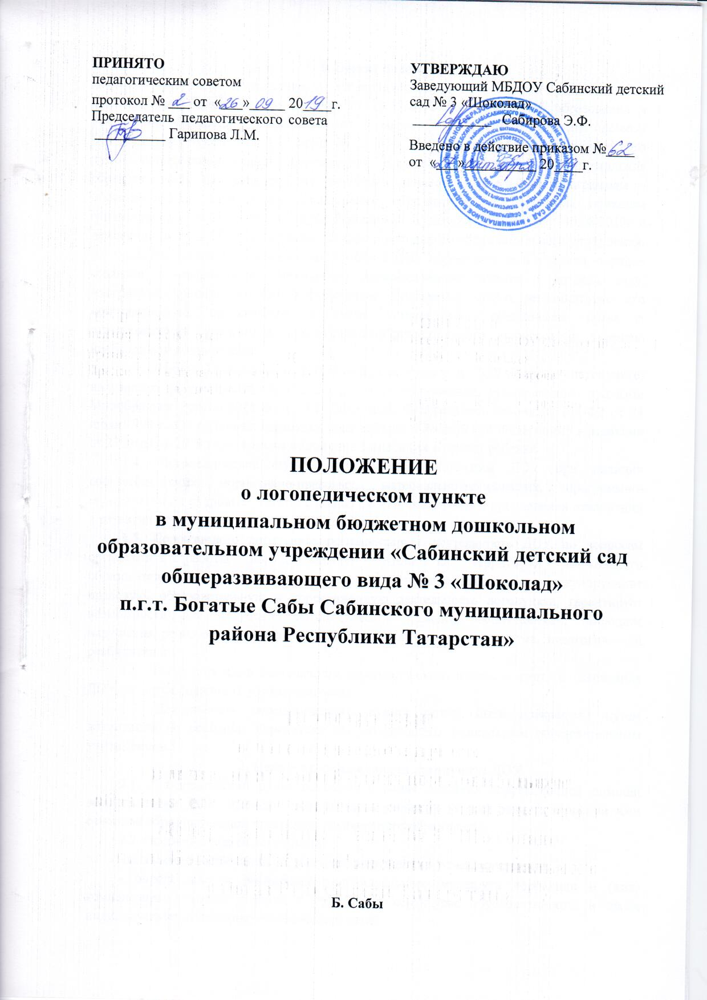 ПРИНЯТО
педагогическим советом
протокол № 2 от «26» 09 2019 г.
Председатель педагогического совета
____________ Гарипова Л.М.
УТВЕРЖДАЮ
Заведующий МБДОУ Сабинский детский
сад № 3 «Шоколад»
____________ Сабирова Э.Ф.
Введено в действие приказом № 62
от «27» сентября 2019 г.
ПОЛОЖЕНИЕ
о логопедическом пункте
в муниципальном бюджетном дошкольном
образовательном учреждении «Сабинский детский сад
общеразвивающего вида № 3 «Шоколад»
п.г.т. Богатые Сабы Сабинского муниципального
района Республики Татарстан»
Б. Сабы